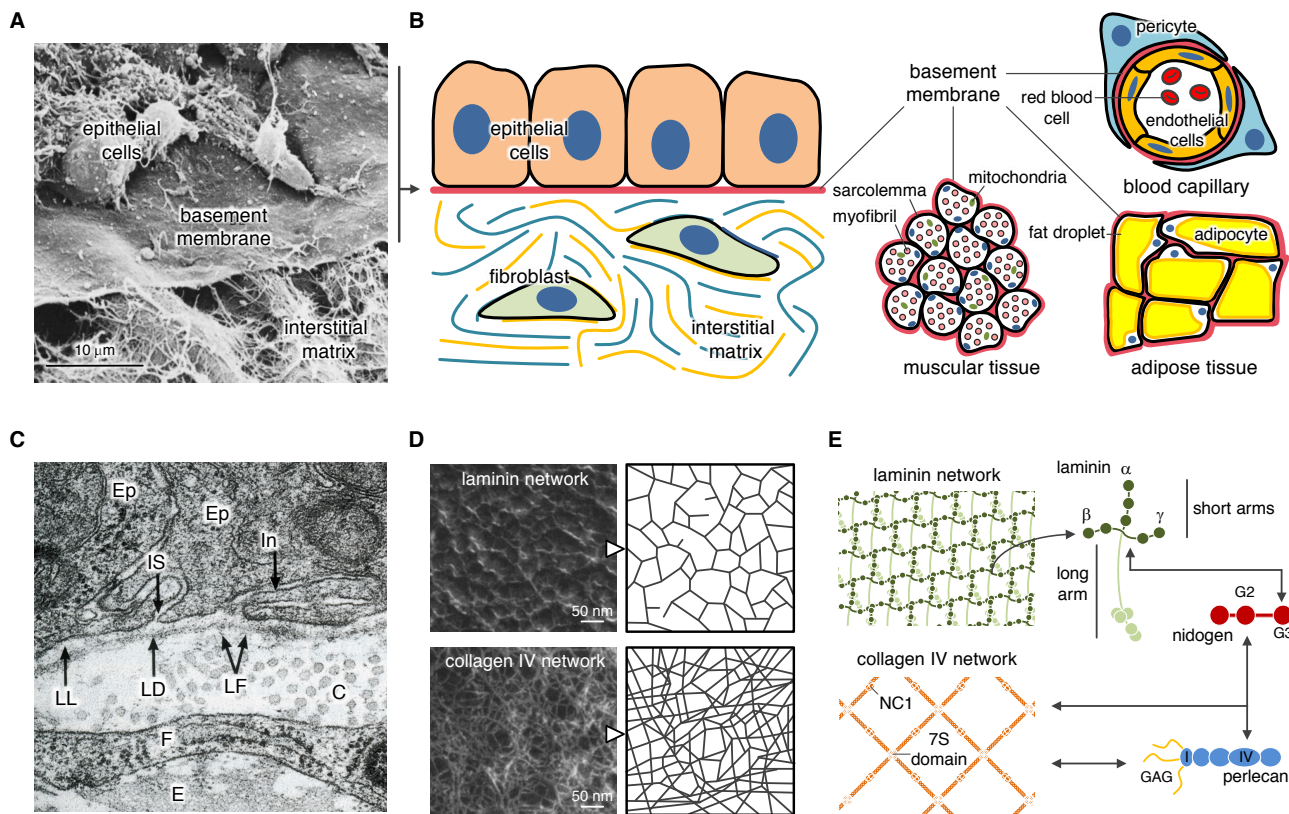 A
epithelial
cells
basement
membrane
interstitial
matrix
10 μm
B
epithelial
cells
fibroblast
interstitial
matrix
basement
membrane
sarcolemma
myofibril
mitochondria
muscular tissue
pericyte
red blood
cell
endothelial
cells
blood capillary
fat droplet
adipocyte
adipose tissue
C
Ep
Ep
In
IS
LL
LD
LF
C
F
E
D
laminin network
50 nm
collagen IV network
50 nm
E
laminin network
laminin
α
β
γ
short arms
long
arm
G2
nidogen
G3
collagen IV network
NC1
7S
domain
I
IV
GAG
perlecan